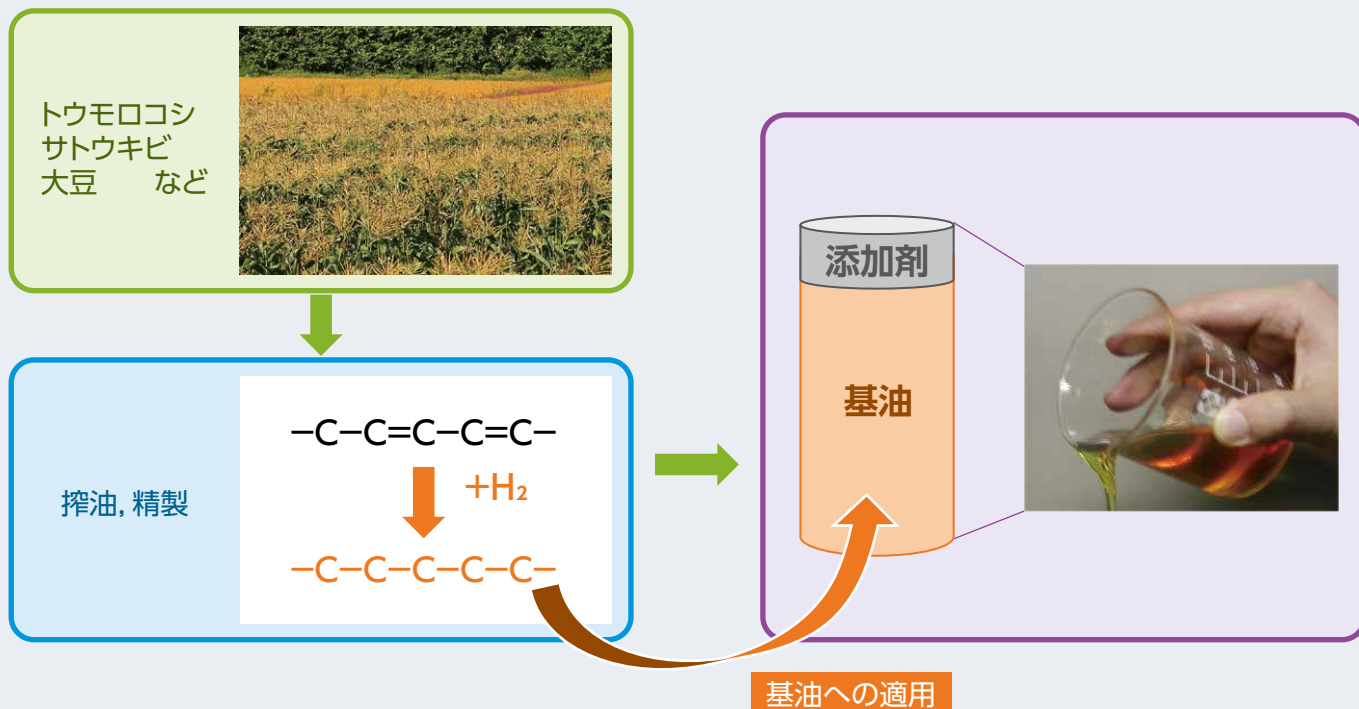 トウモロコシ
サトウキビ
大豆　　など
搾油, 精製
−C−C=C−C=C−
+H₂
−C−C−C−C−C−
添加剤
基油
基油への適用